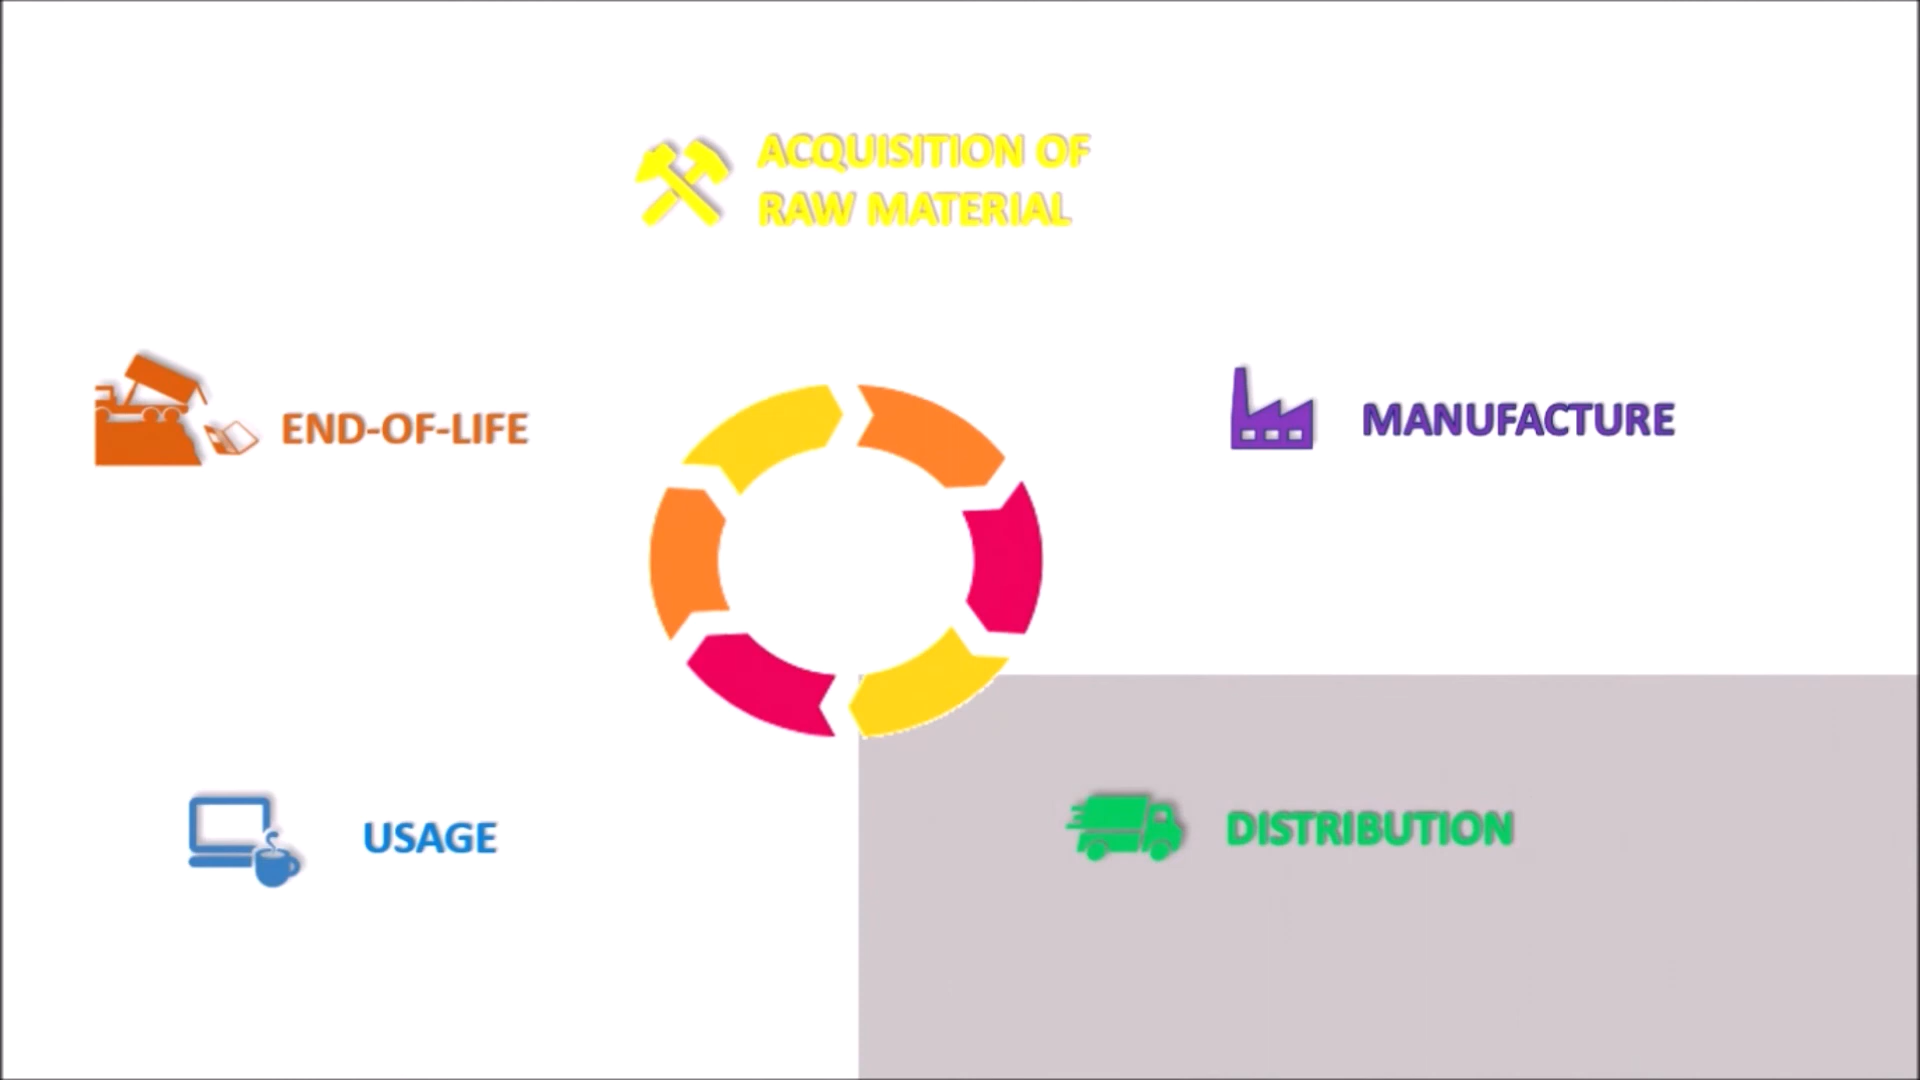 ACQUISITION OF
RAW MATERIAL
END-OF-LIFE
MANUFACTURE
USAGE
DISTRIBUTION